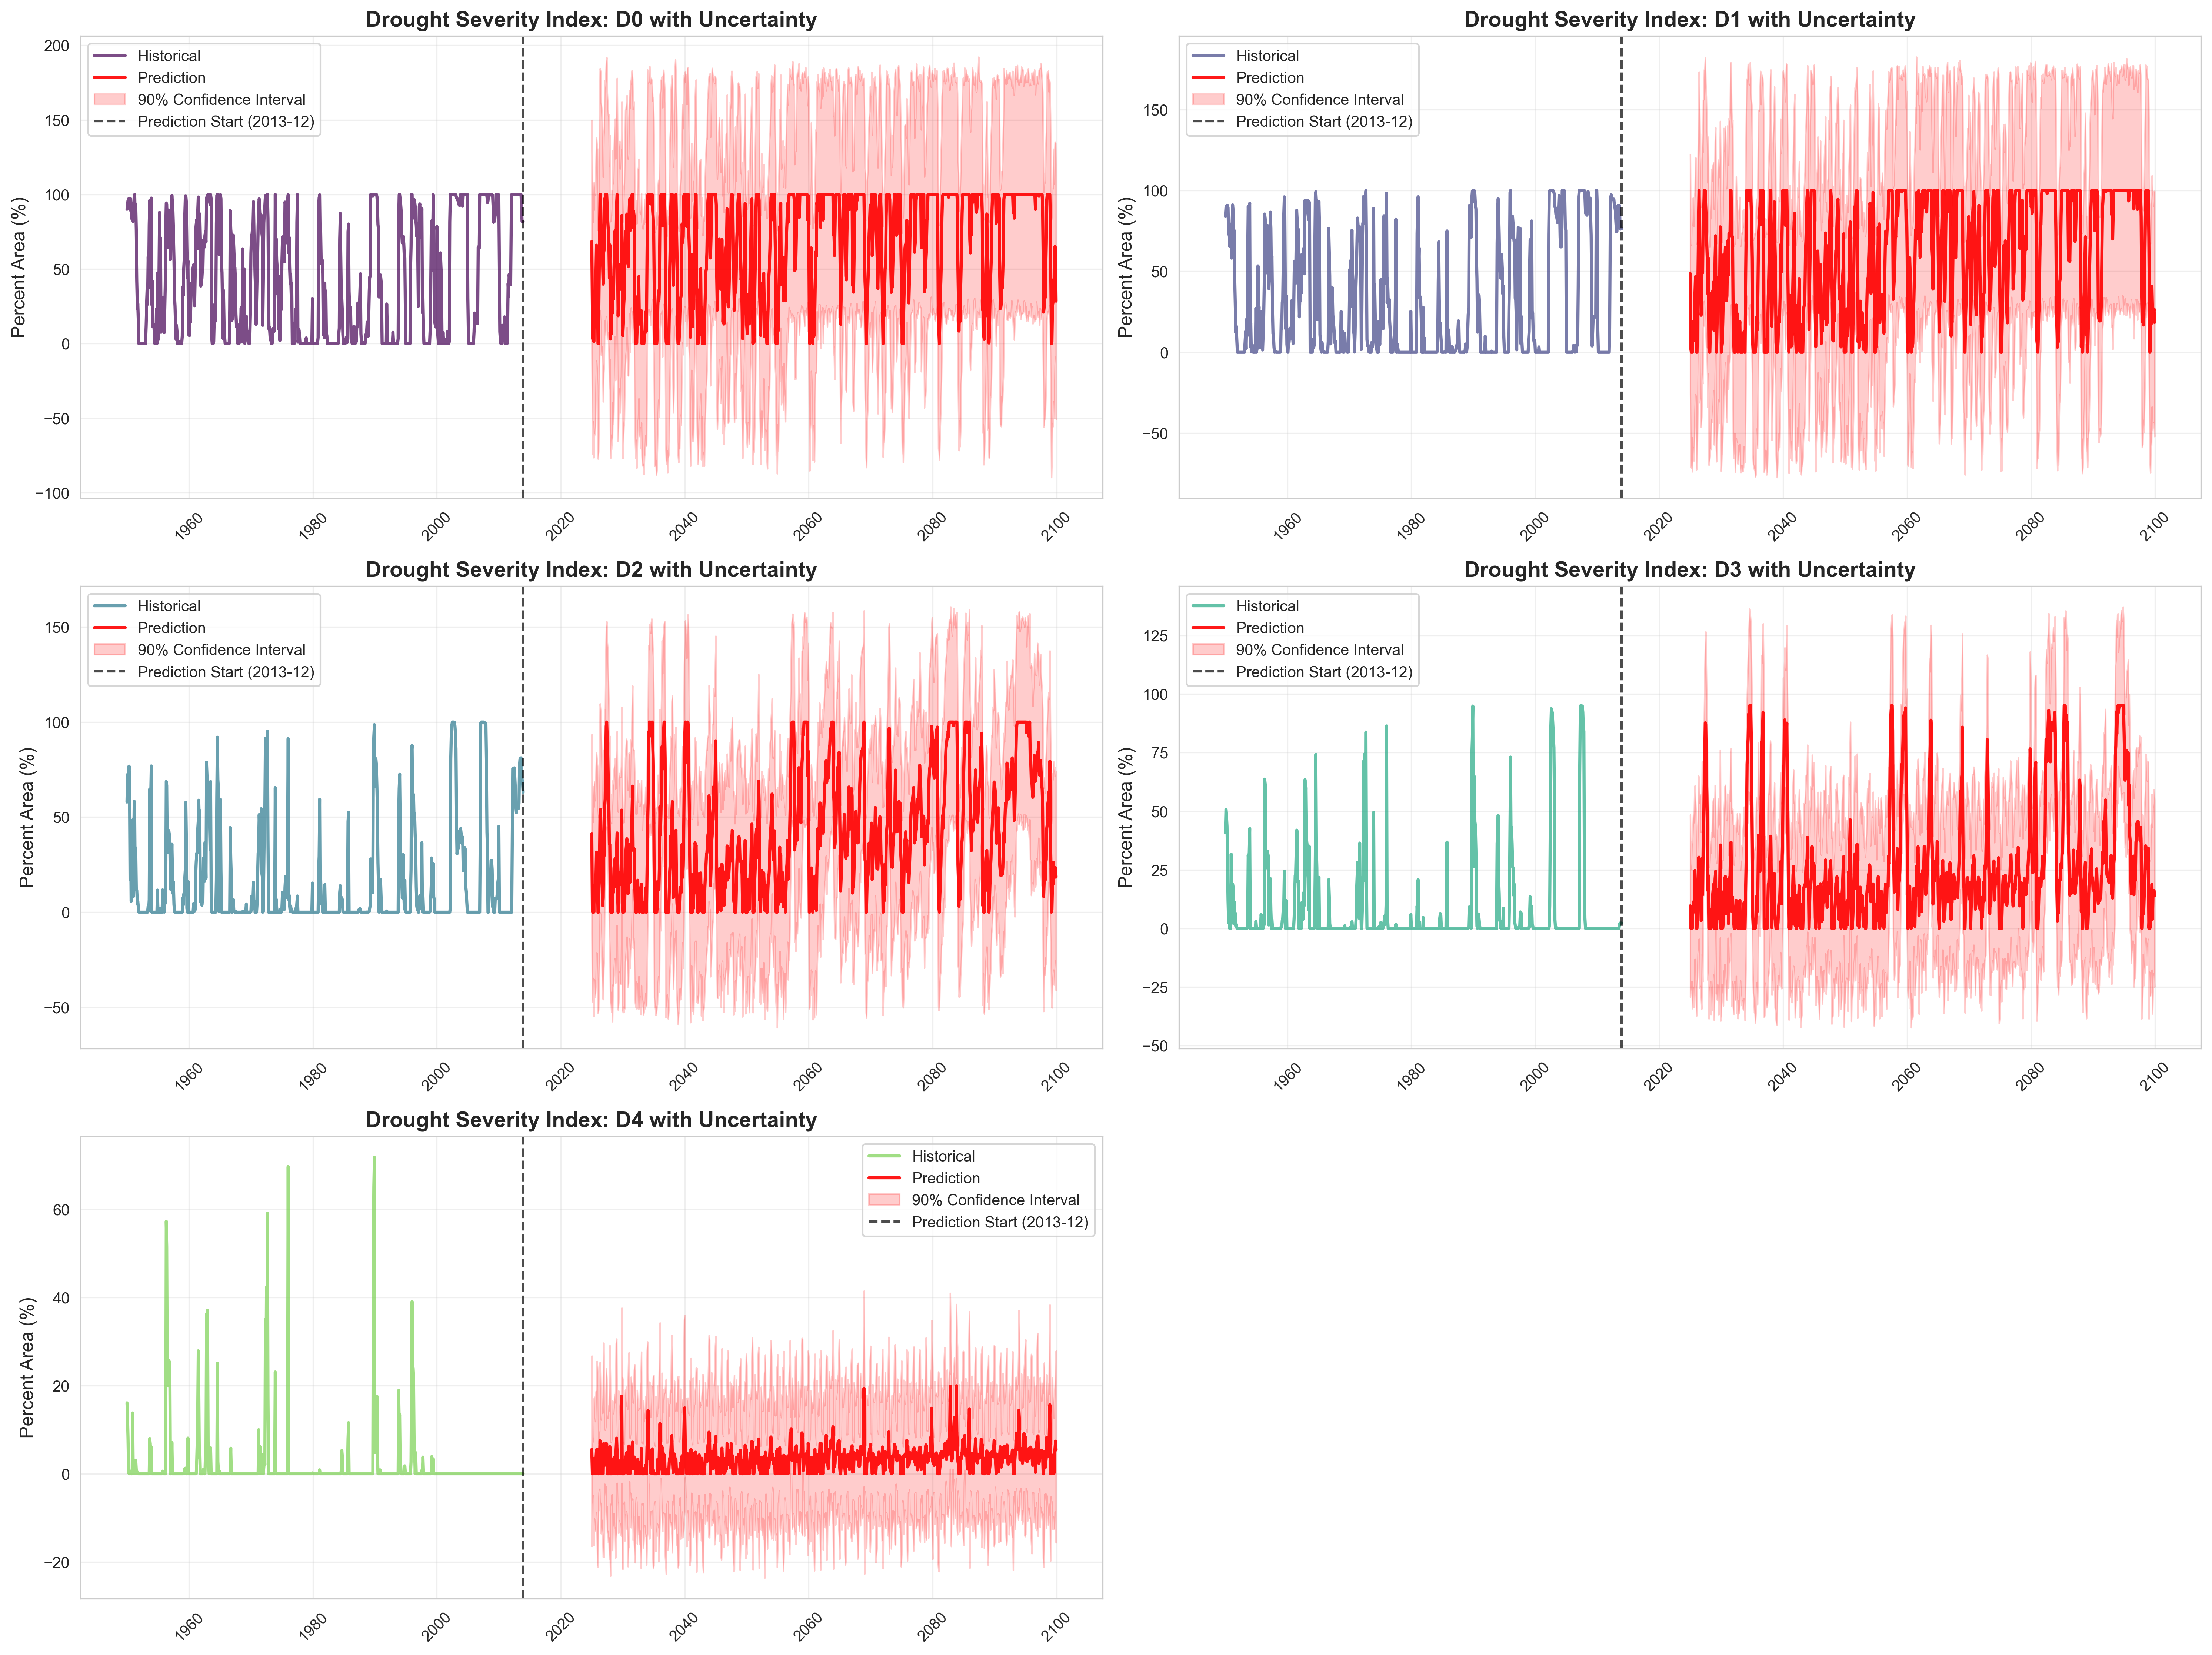 Drought Severity Index: D0 with Uncertainty
Percent Area (%)
200
150
100
50
0
−50
−100
Historical
Prediction
90% Confidence Interval
Prediction Start (2013-12)
1960
1980
2000
2020
2040
2060
2080
2100
Drought Severity Index: D1 with Uncertainty
Percent Area (%)
150
100
50
0
−50
Historical
Prediction
90% Confidence Interval
Prediction Start (2013-12)
1960
1980
2000
2020
2040
2060
2080
2100
Drought Severity Index: D2 with Uncertainty
Percent Area (%)
150
100
50
0
−50
Historical
Prediction
90% Confidence Interval
Prediction Start (2013-12)
1960
1980
2000
2020
2040
2060
2080
2100
Drought Severity Index: D3 with Uncertainty
Percent Area (%)
125
100
75
50
25
0
−25
−50
Historical
Prediction
90% Confidence Interval
Prediction Start (2013-12)
1960
1980
2000
2020
2040
2060
2080
2100
Drought Severity Index: D4 with Uncertainty
Percent Area (%)
60
40
20
0
−20
Historical
Prediction
90% Confidence Interval
Prediction Start (2013-12)
1960
1980
2000
2020
2040
2060
2080
2100